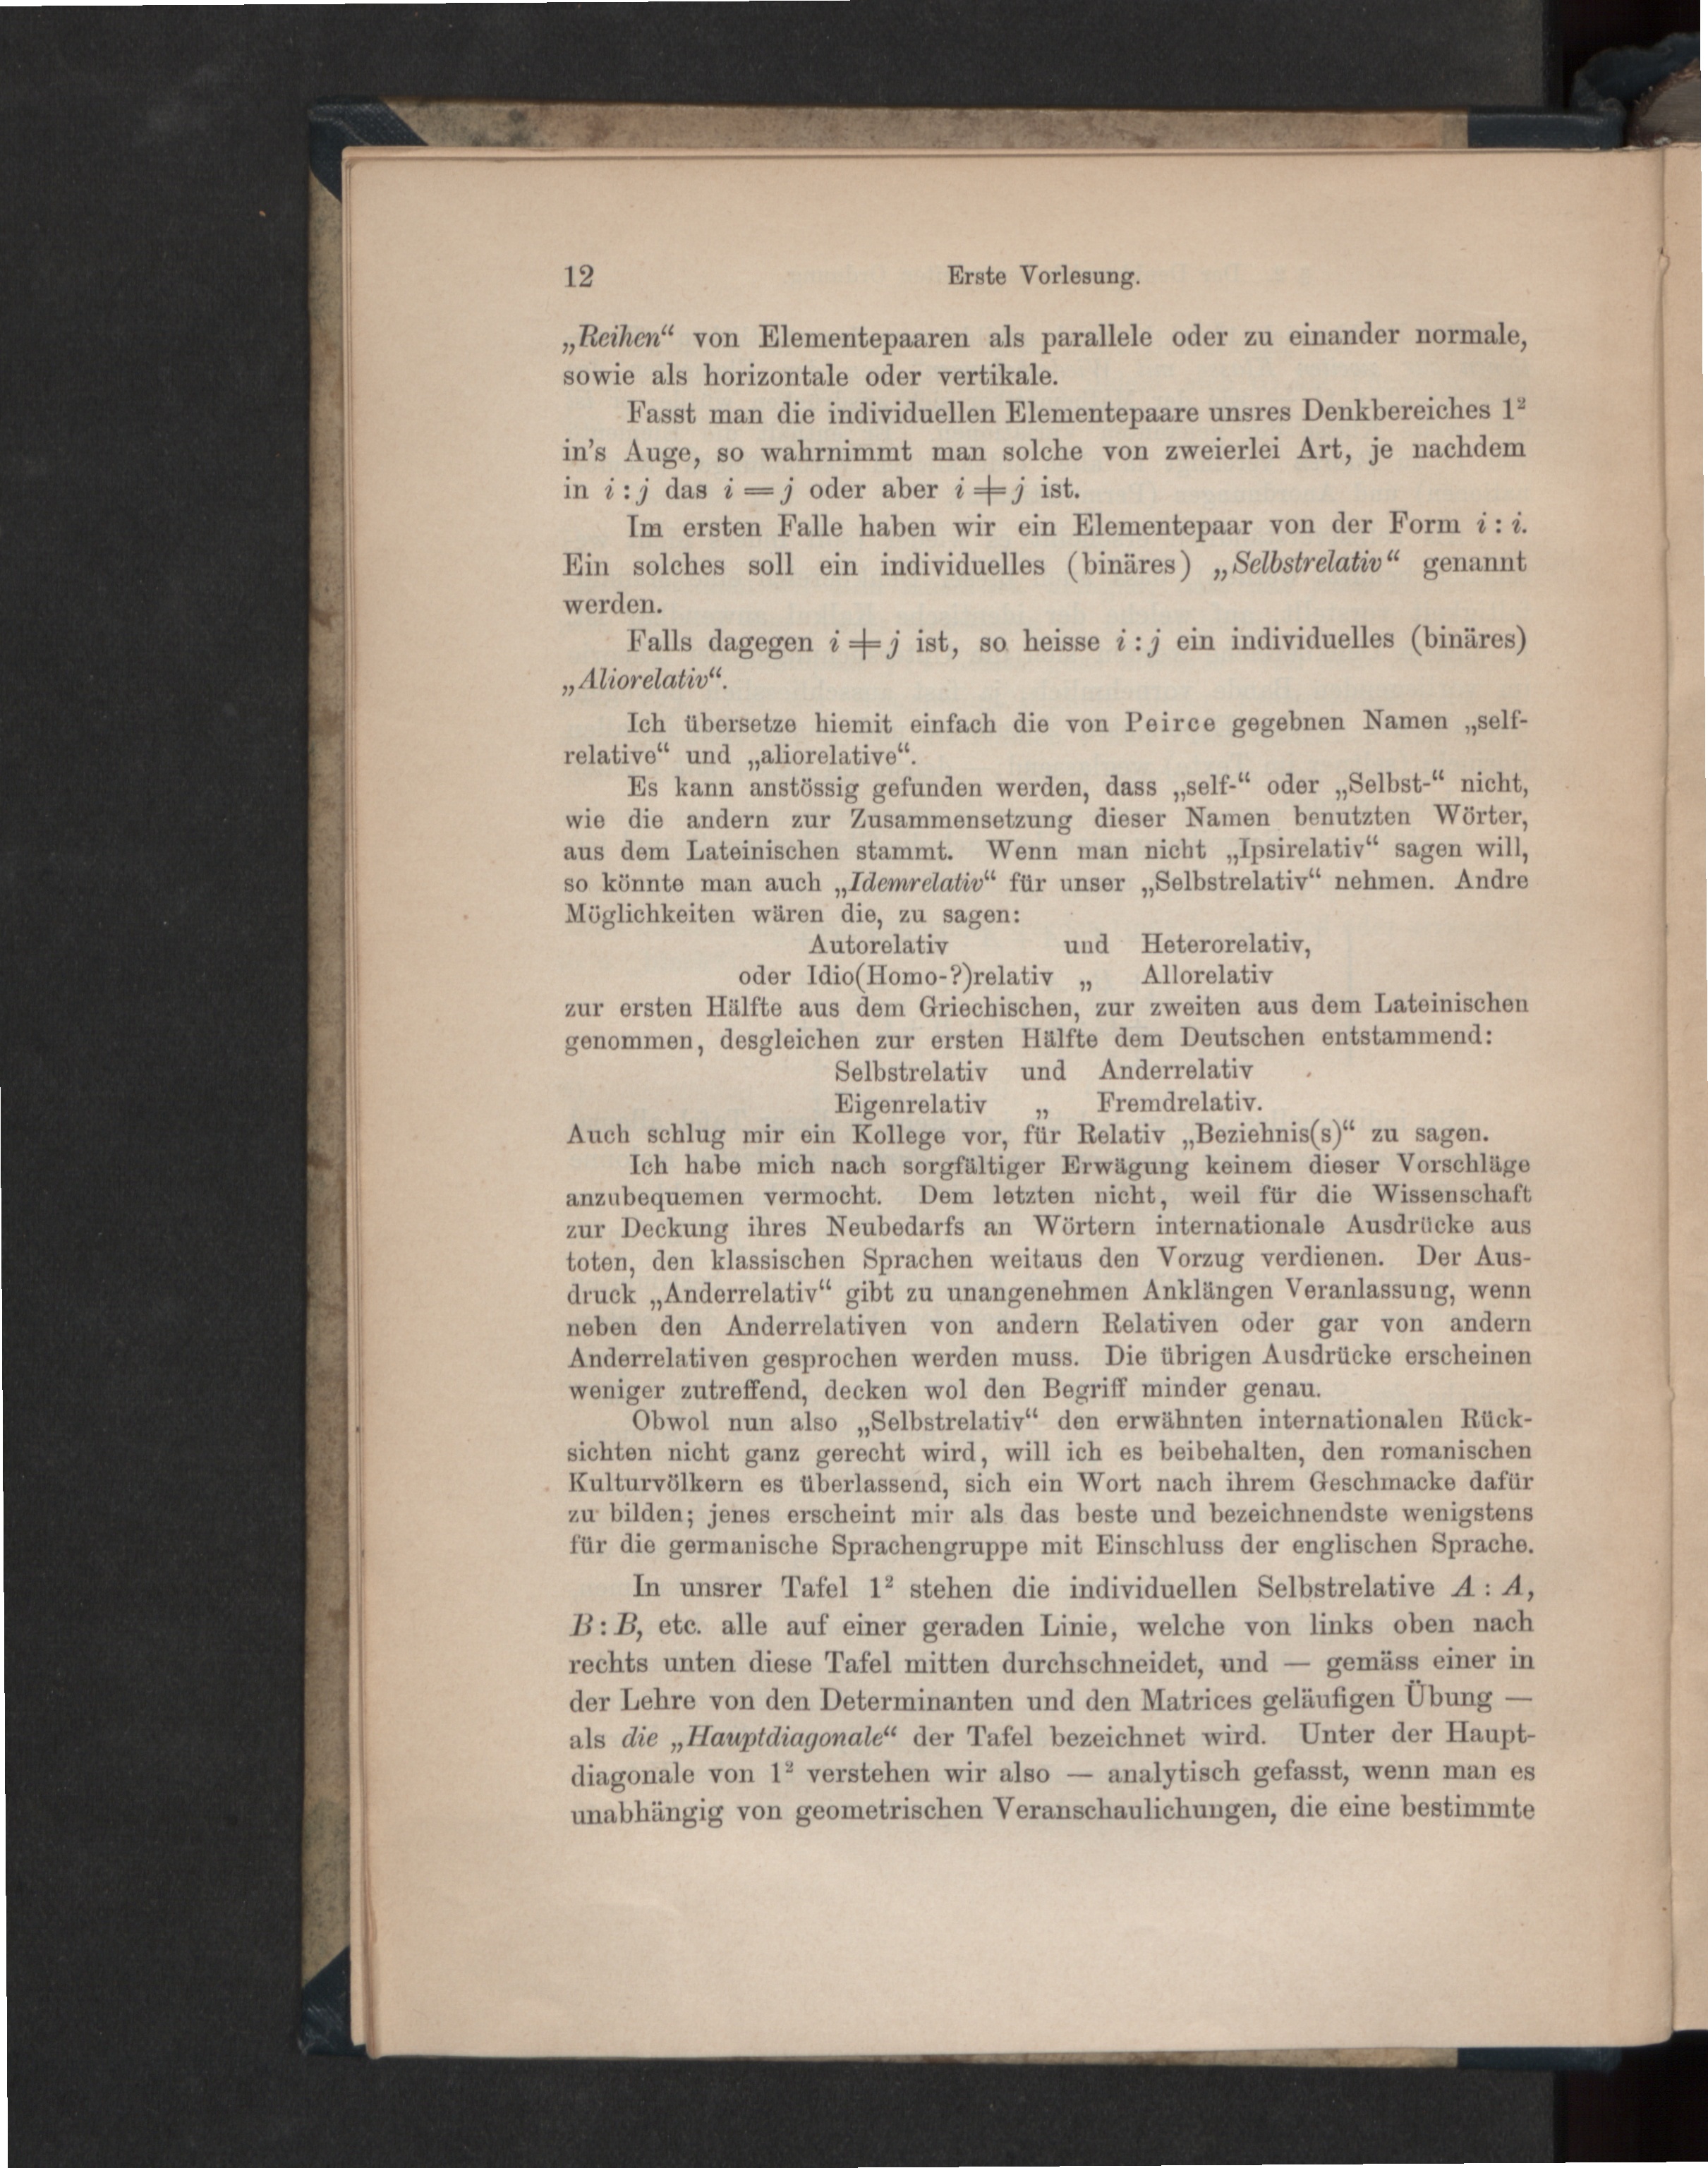 12 Erste Vorlesung.
„Reihen“ von Elementepaaren als parallele oder zu einander normale,
sowie als horizontale oder vertikale.
Fasst man die individuellen Elementepaare unsres Denkbereiches 1²
in's Auge, so wahrnimmt man solche von zweierlei Art, je nachdem
in i : j das i = j oder aber i ≠ j ist.
Im ersten Falle haben wir ein Elementepaar von der Form i : i.
Ein solches soll ein individuelles (binäres) „Selbstrelativ“ genannt
werden.
Falls dagegen i ≠ j ist, so heisse i : j ein individuelles (binäres)
„Aliorelativ“.
Ich übersetze hiemit einfach die von Peirce gegebnen Namen „self-
relative“ und „aliorelative“.
Es kann anstössig gefunden werden, dass „self-“ oder „Selbst-“ nicht,
wie die andern zur Zusammensetzung dieser Namen benutzten Wörter,
aus dem Lateinischen stammt. Wenn man nicht „Ipsirelativ“ sagen will,
so könnte man auch „Idemrelativ“ für unser „Selbstrelativ“ nehmen. Andre
Möglichkeiten wären die, zu sagen:
Autorelativ und Heterorelativ,
oder Idio(Homo-?)relativ „ Allorelativ
zur ersten Hälfte aus dem Griechischen, zur zweiten aus dem Lateinischen
genommen, desgleichen zur ersten Hälfte dem Deutschen entstammend:
Selbstrelativ und Anderrelativ
Eigenrelativ „ Fremdrelativ.
Auch schlug mir ein Kollege vor, für Relativ „Beziehnis(s)“ zu sagen.
Ich habe mich nach sorgfältiger Erwägung keinem dieser Vorschläge
anzubequemen vermocht. Dem letzten nicht, weil für die Wissenschaft
zur Deckung ihres Neubedarfs an Wörtern internationale Ausdrücke aus
toten, den klassischen Sprachen weitaus den Vorzug verdienen. Der Aus-
druck „Anderrelativ“ gibt zu unangenehmen Anklängen Veranlassung, wenn
neben den Anderrelativen von andern Relativen oder gar von andern
Anderrelativen gesprochen werden muss. Die übrigen Ausdrücke erscheinen
weniger zutreffend, decken wol den Begriff minder genau.
Obwol nun also „Selbstrelativ“ den erwähnten internationalen Rück-
sichten nicht ganz gerecht wird, will ich es beibehalten, den romanischen
Kulturvölkern es überlassend, sich ein Wort nach ihrem Geschmacke dafür
zu bilden; jenes erscheint mir als das beste und bezeichnendste wenigstens
für die germanische Sprachengruppe mit Einschluss der englischen Sprache.
In unsrer Tafel 1² stehen die individuellen Selbstrelative A : A,
B : B, etc. alle auf einer geraden Linie, welche von links oben nach
rechts unten diese Tafel mitten durchschneidet, und — gemäss einer in
der Lehre von den Determinanten und den Matrices geläufigen Übung —
als die „Hauptdiagonale“ der Tafel bezeichnet wird. Unter der Haupt-
diagonale von 1² verstehen wir also — analytisch gefasst, wenn man es
unabhängig von geometrischen Veranschaulichungen, die eine bestimmte